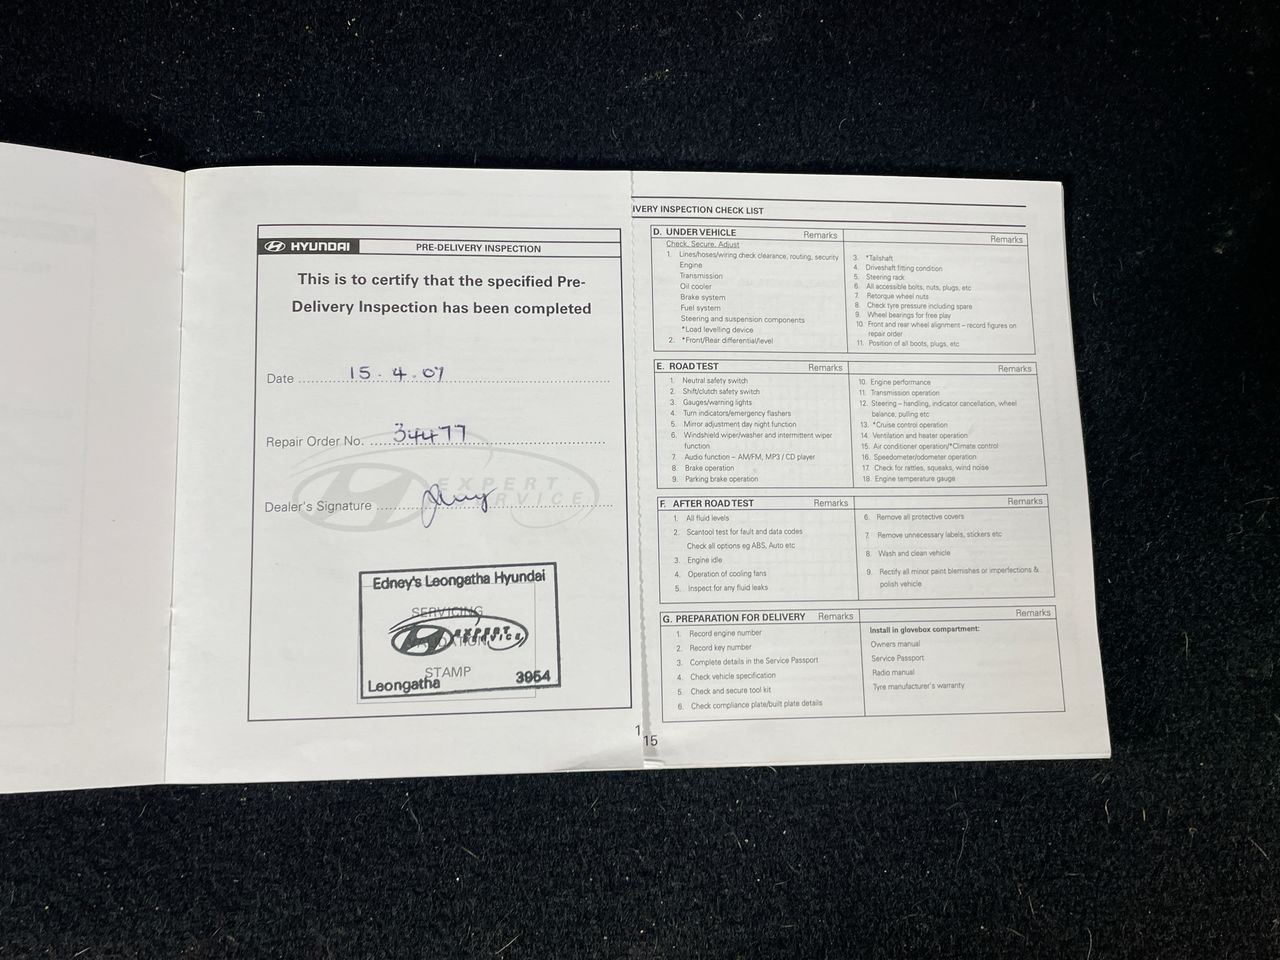 HYUNDAI PRE-DELIVERY INSPECTION
This is to certify that the specified Pre-
Delivery Inspection has been completed
Date 15 - 4 - 07
Repair Order No. 34477
EXPERT
SERVICE
Dealer's Signature
Edney's Leongatha Hyundai
SERVICING
EXPERT
SERVICE
STAMP
Leongatha 3954
1
IVERY INSPECTION CHECK LIST
D. UNDER VEHICLE Remarks
Check, Secure, Adjust
1. Lines/hoses/wiring check clearance, routing, security
Engine
Transmission
Oil cooler
Brake system
Fuel system
Steering and suspension components
*Load levelling device
2. *Front/Rear differential/level
Remarks
3. *Tailshaft
4. Driveshaft fitting condition
5. Steering rack
6. All accessible bolts, nuts, plugs, etc
7. Retorque wheel nuts
8. Check tyre pressure including spare
9. Wheel bearings for free play
10. Front and rear wheel alignment – record figures on
repair order
11. Position of all boots, plugs, etc
E. ROAD TEST Remarks
1. Neutral safety switch
2. Shift/clutch safety switch
3. Gauges/warning lights
4. Turn indicators/emergency flashers
5. Mirror adjustment day night function
6. Windshield wiper/washer and intermittent wiper
function
7. Audio function – AM/FM, MP3 / CD player
8. Brake operation
9. Parking brake operation
Remarks
10. Engine performance
11. Transmission operation
12. Steering – handling, indicator cancellation, wheel
balance, pulling etc
13. *Cruise control operation
14. Ventilation and heater operation
15. Air conditioner operation/*Climate control
16. Speedometer/odometer operation
17. Check for rattles, squeaks, wind noise
18. Engine temperature gauge
F. AFTER ROAD TEST Remarks
1. All fluid levels
2. Scantool test for fault and data codes
Check all options eg ABS, Auto etc
3. Engine idle
4. Operation of cooling fans
5. Inspect for any fluid leaks
Remarks
6. Remove all protective covers
7. Remove unnecessary labels, stickers etc
8. Wash and clean vehicle
9. Rectify all minor paint blemishes or imperfections &
polish vehicle
G. PREPARATION FOR DELIVERY Remarks
1. Record engine number
2. Record key number
3. Complete details in the Service Passport
4. Check vehicle specification
5. Check and secure tool kit
6. Check compliance plate/built plate details
Remarks
Install in glovebox compartment:
Owners manual
Service Passport
Radio manual
Tyre manufacturer's warranty
15